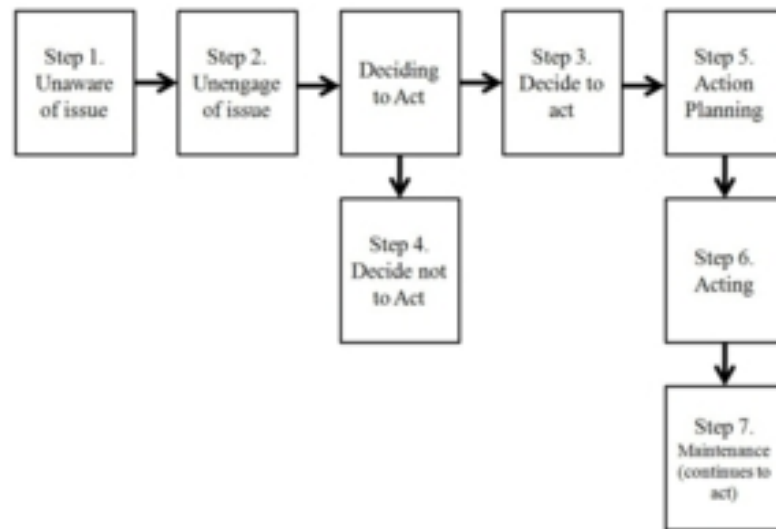 Step 1.
Unaware
of issue
Step 2.
Unengage
of issue
Deciding
to Act
Step 3.
Decide to
act
Step 5.
Action
Planning
Step 4.
Decide not
to Act
Step 6.
Acting
Step 7.
Maintenance
(continues to
act)